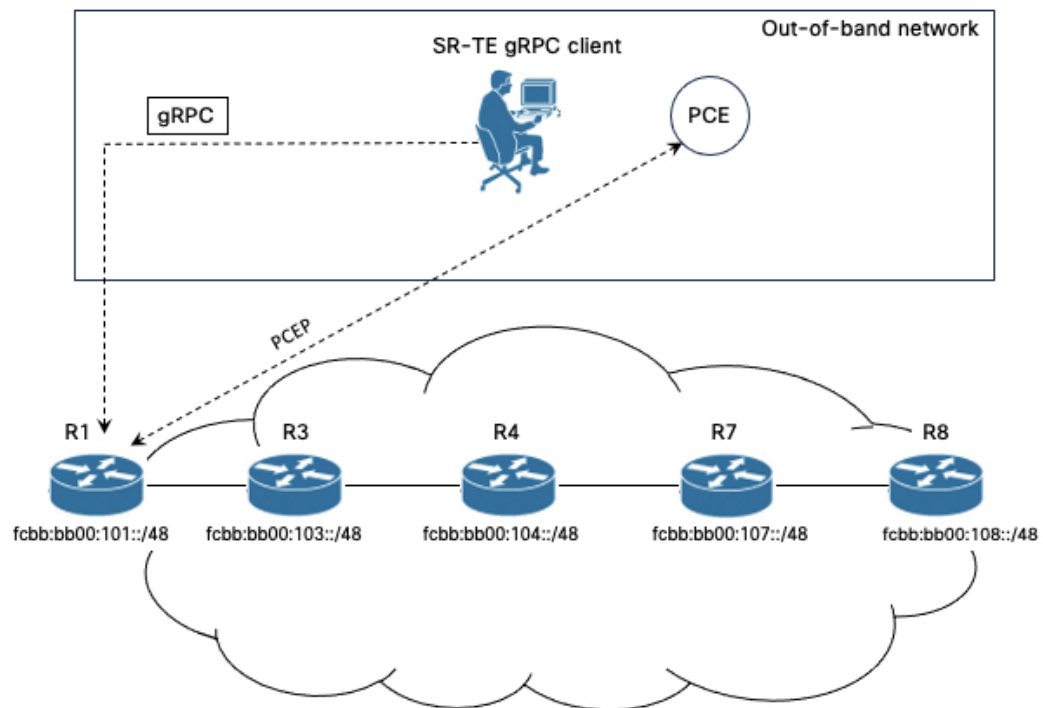 Out-of-band network
SR-TE gRPC client
gRPC
PCE
PCEP
R1
R3
R4
R7
R8
fcbb:bb00:101::/48
fcbb:bb00:103::/48
fcbb:bb00:104::/48
fcbb:bb00:107::/48
fcbb:bb00:108::/48